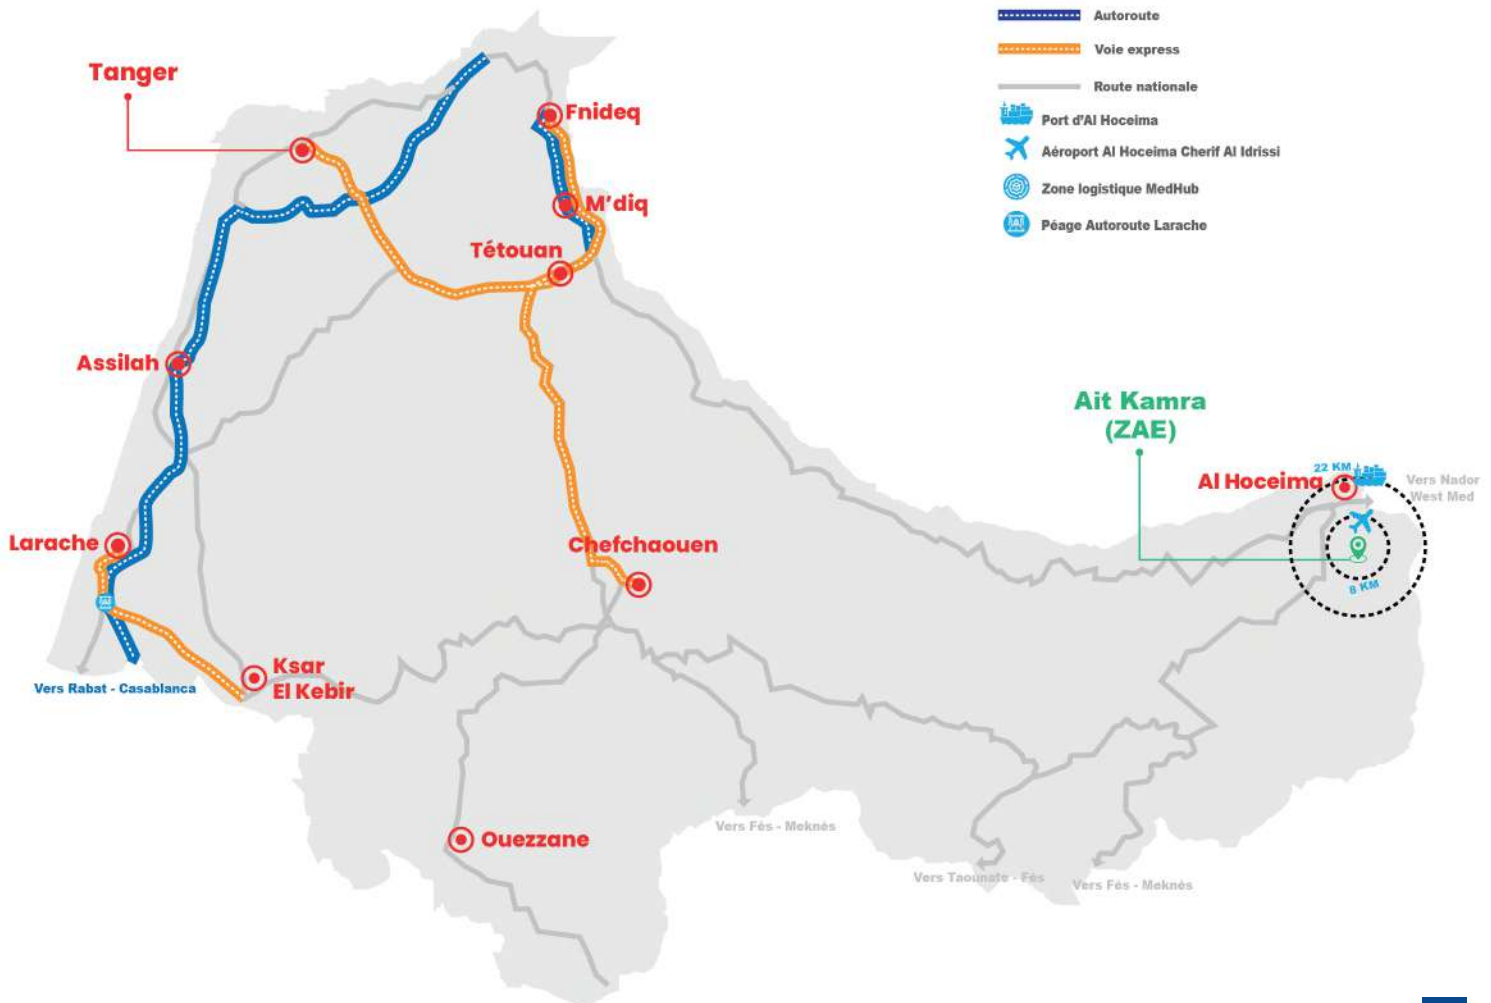 Autoroute
Voie express
Route nationale
Port d'Al Hoceima
Aéroport Al Hoceima Cherif Al Idrissi
Zone logistique MedHub
Péage Autoroute Larache
Tanger
Fnideq
M'diq
Tétouan
Assilah
Ait Kamra
(ZAE)
22 KM
Al Hoceima
Vers Nador
West Med
Larache
Chefchaouen
8 KM
Ksar
El Kebir
Vers Rabat - Casablanca
Vers Fès - Meknès
Ouezzane
Vers Taounate - Fès
Vers Fès - Meknès